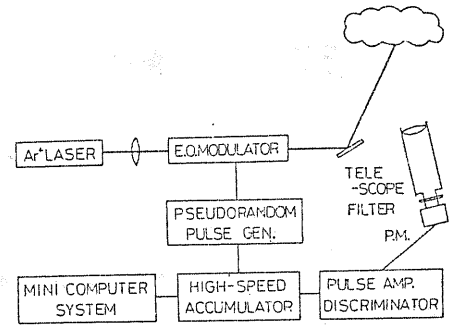 Ar⁺ LASER
E.O. MODULATOR
TELE
-SCOPE
FILTER
P.M.
PSEUDORANDOM
PULSE GEN.
MINI COMPUTER
SYSTEM
HIGH-SPEED
ACCUMULATOR
PULSE AMP.
DISCRIMINATOR